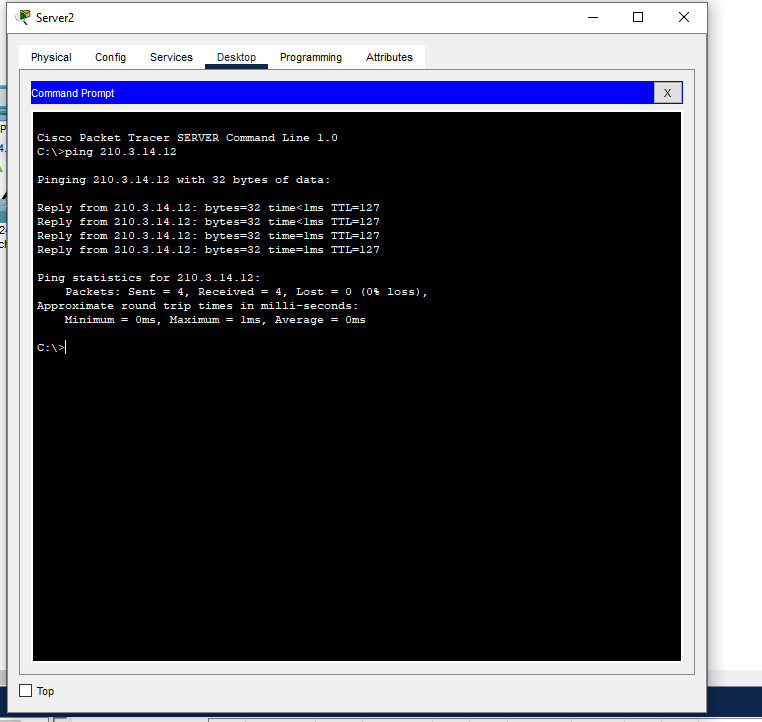 Server2
Physical Config Services Desktop Programming Attributes
Command Prompt X
Cisco Packet Tracer SERVER Command Line 1.0
C:\>ping 210.3.14.12
Pinging 210.3.14.12 with 32 bytes of data:
Reply from 210.3.14.12: bytes=32 time<1ms TTL=127
Reply from 210.3.14.12: bytes=32 time<1ms TTL=127
Reply from 210.3.14.12: bytes=32 time=1ms TTL=127
Reply from 210.3.14.12: bytes=32 time=1ms TTL=127
Ping statistics for 210.3.14.12:
Packets: Sent = 4, Received = 4, Lost = 0 (0% loss),
Approximate round trip times in milli-seconds:
Minimum = 0ms, Maximum = 1ms, Average = 0ms
C:\>
Top